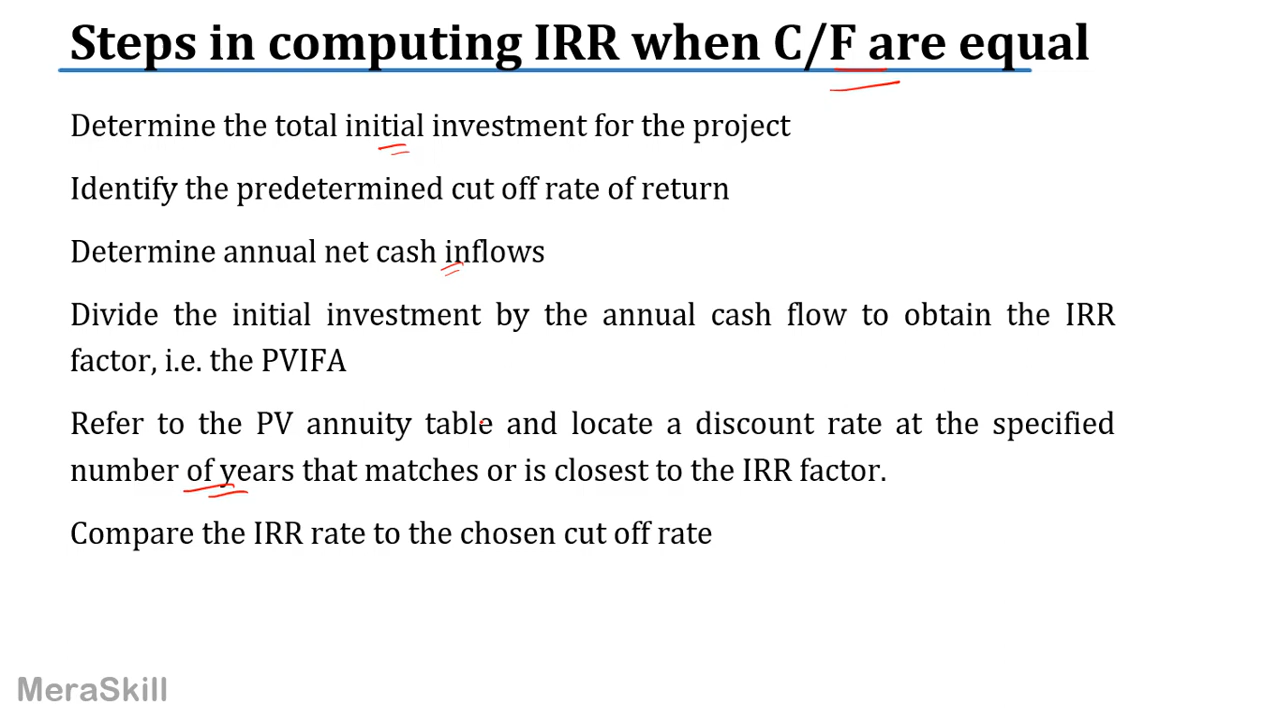 Steps in computing IRR when C/F are equal
Determine the total initial investment for the project
Identify the predetermined cut off rate of return
Determine annual net cash inflows
Divide the initial investment by the annual cash flow to obtain the IRR
factor, i.e. the PVIFA
Refer to the PV annuity table and locate a discount rate at the specified
number of years that matches or is closest to the IRR factor.
Compare the IRR rate to the chosen cut off rate
MeraSkill